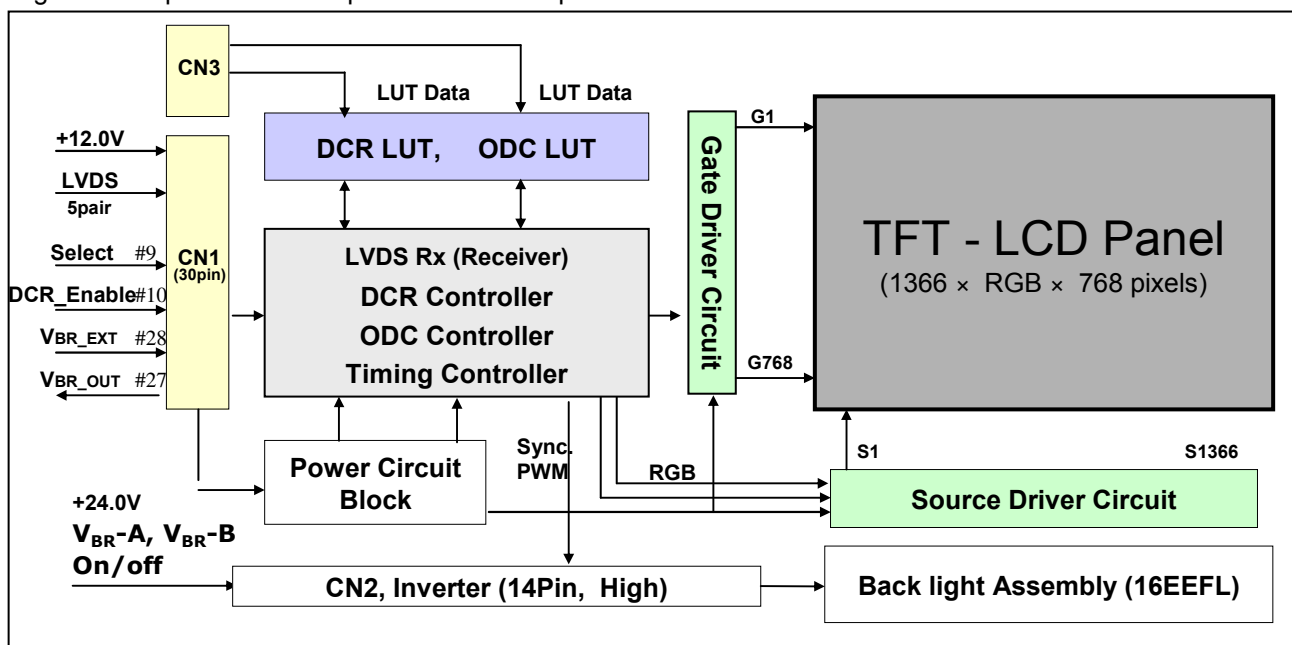 CN3
LUT Data
LUT Data
+12.0V
LVDS
5pair
Select #9
DCR_Enable#10
VBR_EXT #28
VBR_OUT #27
CN1
(30pin)
DCR LUT, ODC LUT
LVDS Rx (Receiver)
DCR Controller
ODC Controller
Timing Controller
Gate Driver Circuit
G1
G768
TFT - LCD Panel
(1366 × RGB × 768 pixels)
Power Circuit
Block
Sync.
PWM
RGB
S1
S1366
Source Driver Circuit
+24.0V
VBR-A, VBR-B
On/off
CN2, Inverter (14Pin, High)
Back light Assembly (16EEFL)